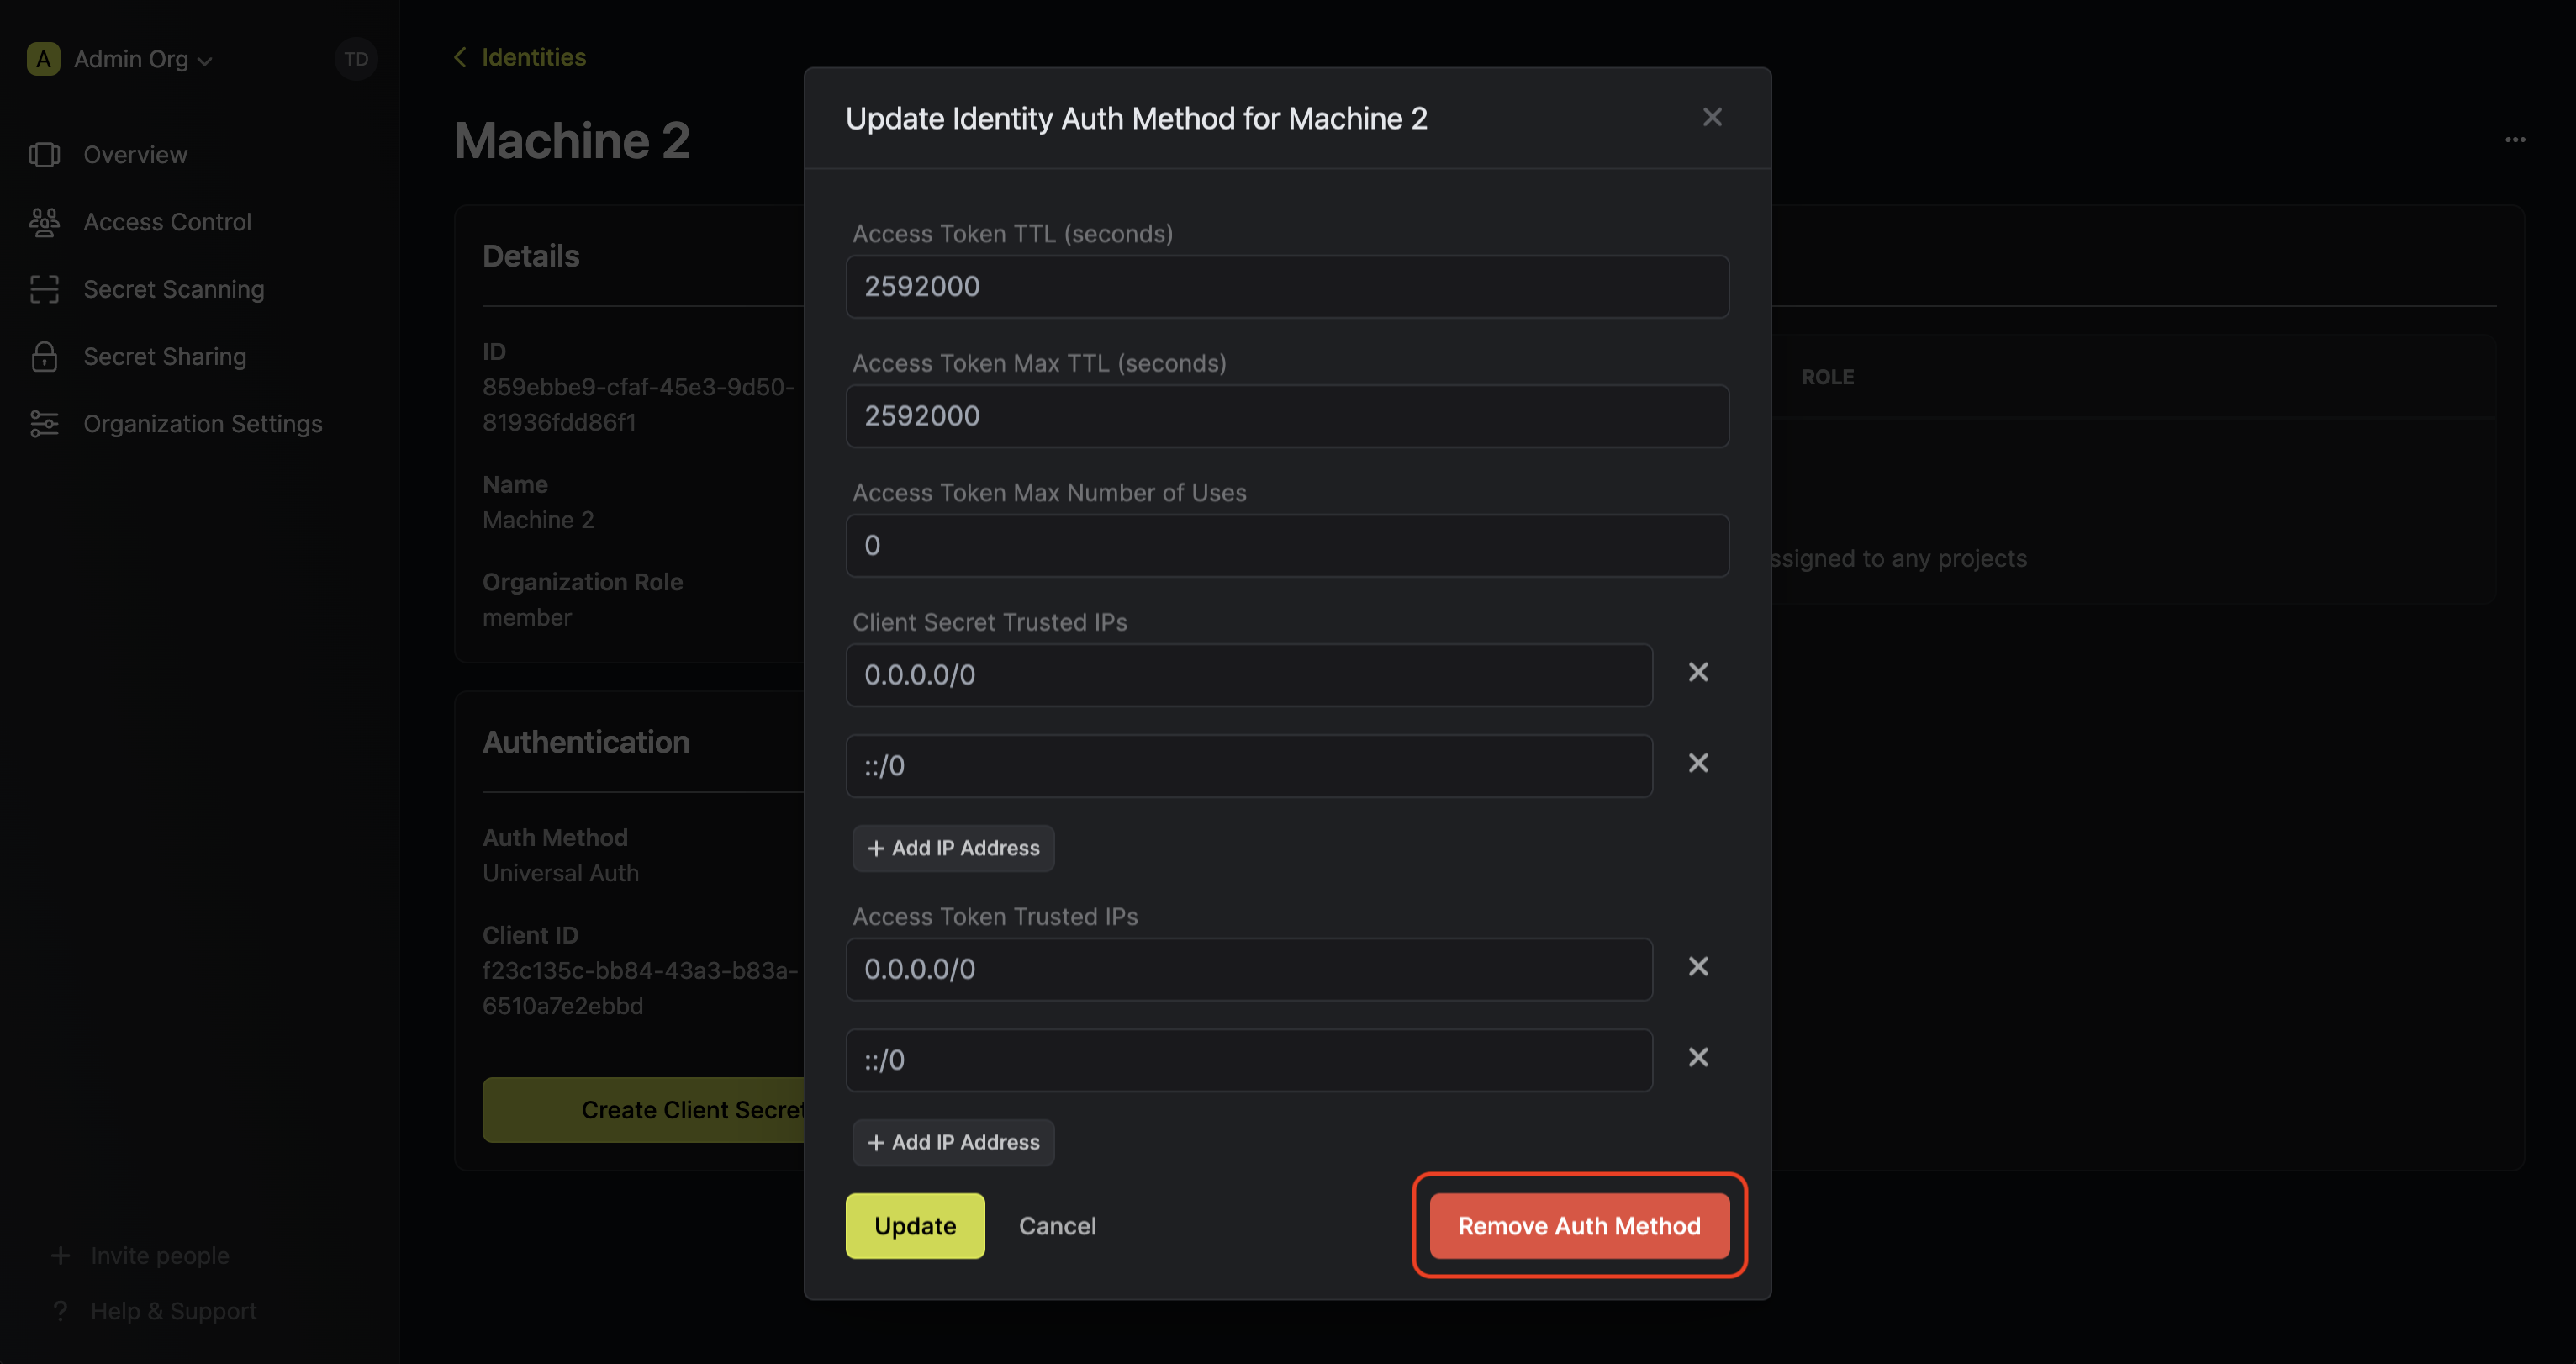 A Admin Org
TD
Overview
Access Control
Secret Scanning
Secret Sharing
Organization Settings
+ Invite people
? Help & Support
Identities
Machine 2
...
Details
ID
859ebbe9-cfaf-45e3-9d50-
81936fdd86f1
Name
Machine 2
Organization Role
member
Authentication
Auth Method
Universal Auth
Client ID
f23c135c-bb84-43a3-b83a-
6510a7e2ebbd
Create Client Secret
ROLE
ssigned to any projects
Update Identity Auth Method for Machine 2
Access Token TTL (seconds)
2592000
Access Token Max TTL (seconds)
2592000
Access Token Max Number of Uses
0
Client Secret Trusted IPs
0.0.0.0/0
::/0
+ Add IP Address
Access Token Trusted IPs
0.0.0.0/0
::/0
+ Add IP Address
Update
Cancel
Remove Auth Method